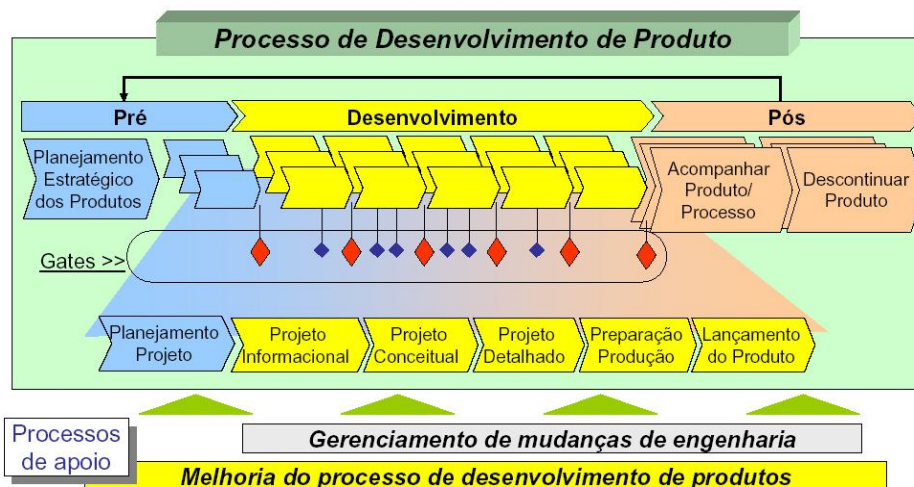 Processo de Desenvolvimento de Produto
Pré
Desenvolvimento
Pós
Planejamento
Estratégico
dos Produtos
Acompanhar
Produto/
Processo
Descontinuar
Produto
Gates >>
Planejamento
Projeto
Projeto
Informacional
Projeto
Conceitual
Projeto
Detalhado
Preparação
Produção
Lançamento
do Produto
Processos
de apoio
Gerenciamento de mudanças de engenharia
Melhoria do processo de desenvolvimento de produtos